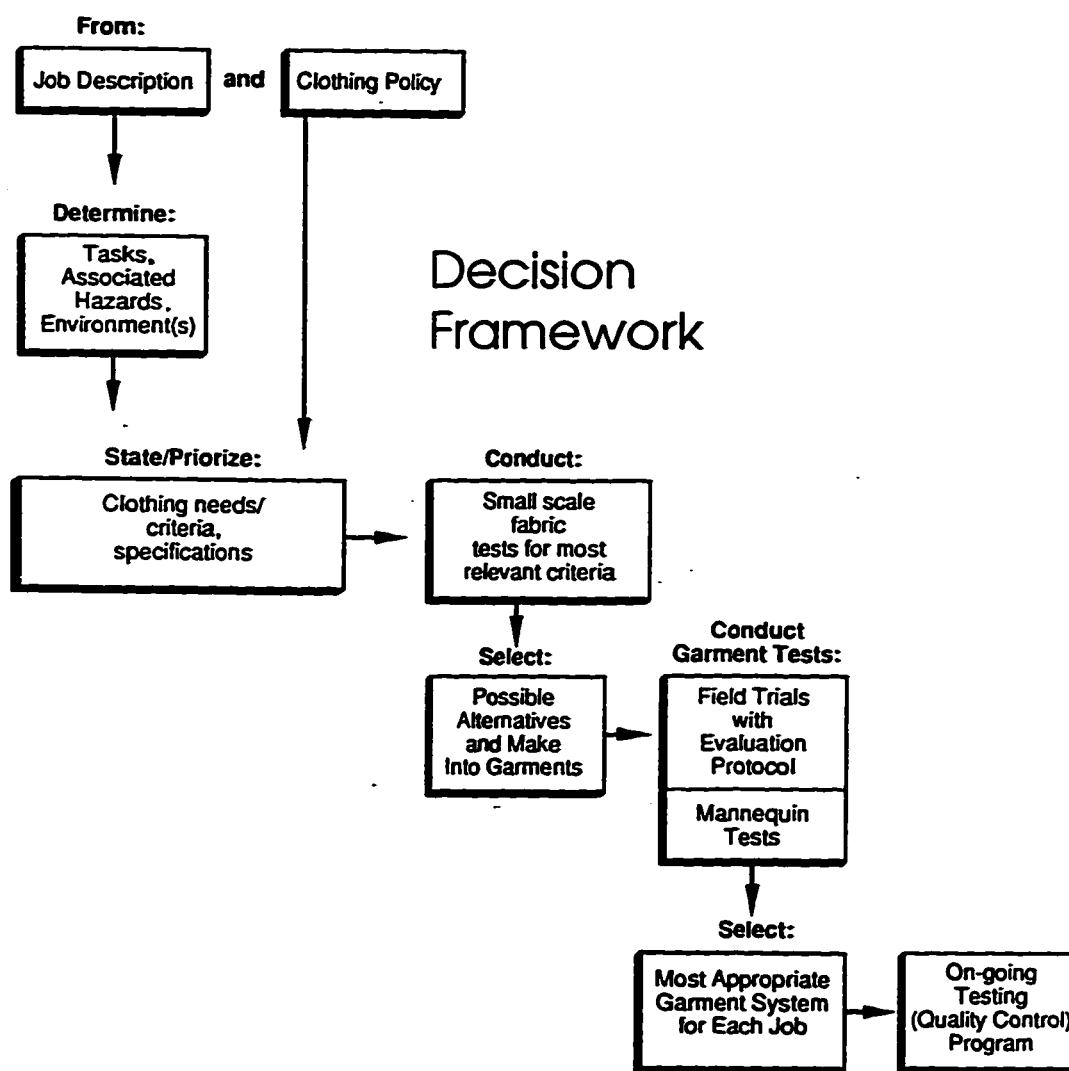 From:
Job Description
and
Clothing Policy
Determine:
Tasks,
Associated
Hazards,
Environment(s)
Decision
Framework
State/Priorize:
Clothing needs/
criteria,
specifications
Conduct:
Small scale
fabric
tests for most
relevant criteria
Select:
Possible
Alternatives
and Make
Into Garments
Conduct
Garment Tests:
Field Trials
with
Evaluation
Protocol
Mannequin
Tests
Select:
Most Appropriate
Garment System
for Each Job
On-going
Testing
(Quality Control)
Program